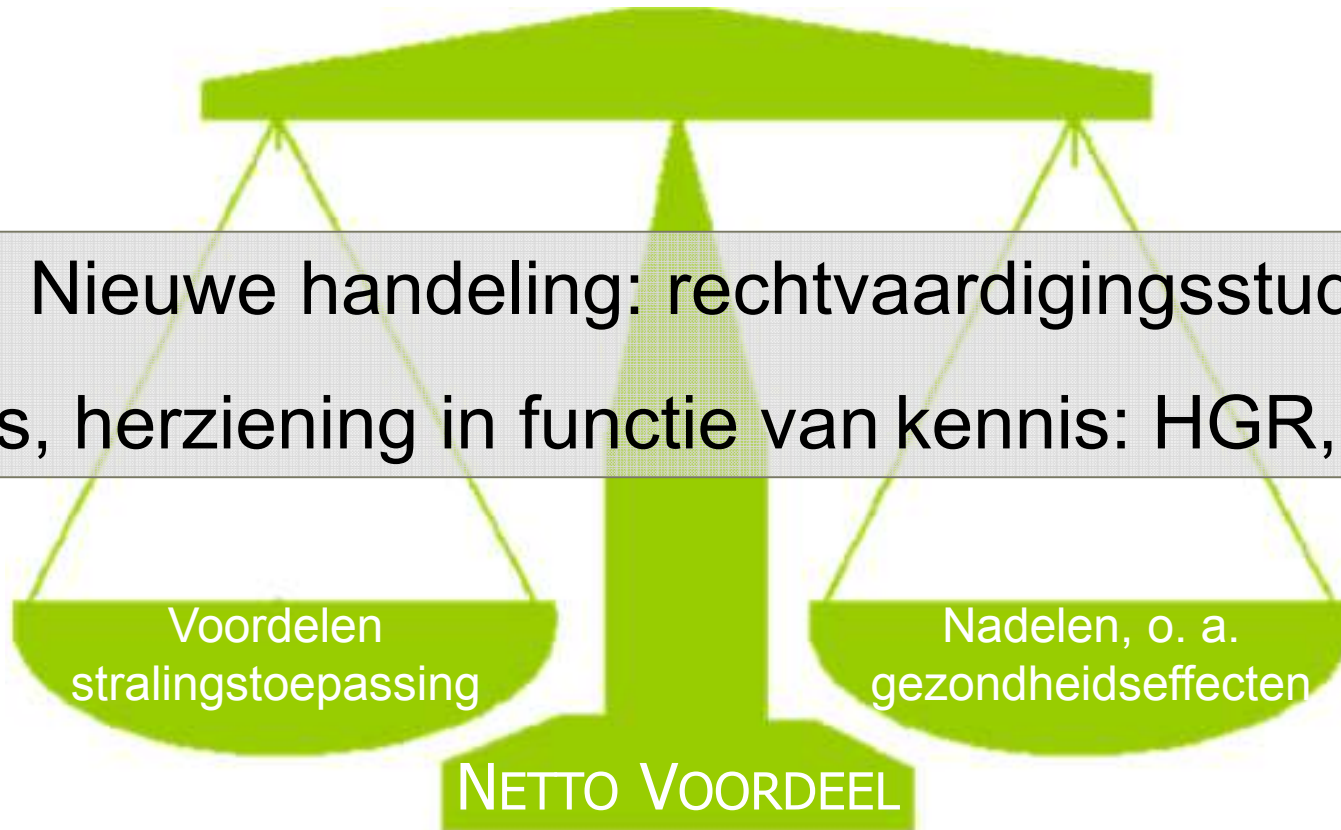 Nieuwe handeling: rechtvaardigingsstud
s, herziening in functie van kennis: HGR,
Voordelen
stralingstoepassing
Nadelen, o. a.
gezondheidseffecten
NETTO VOORDEEL